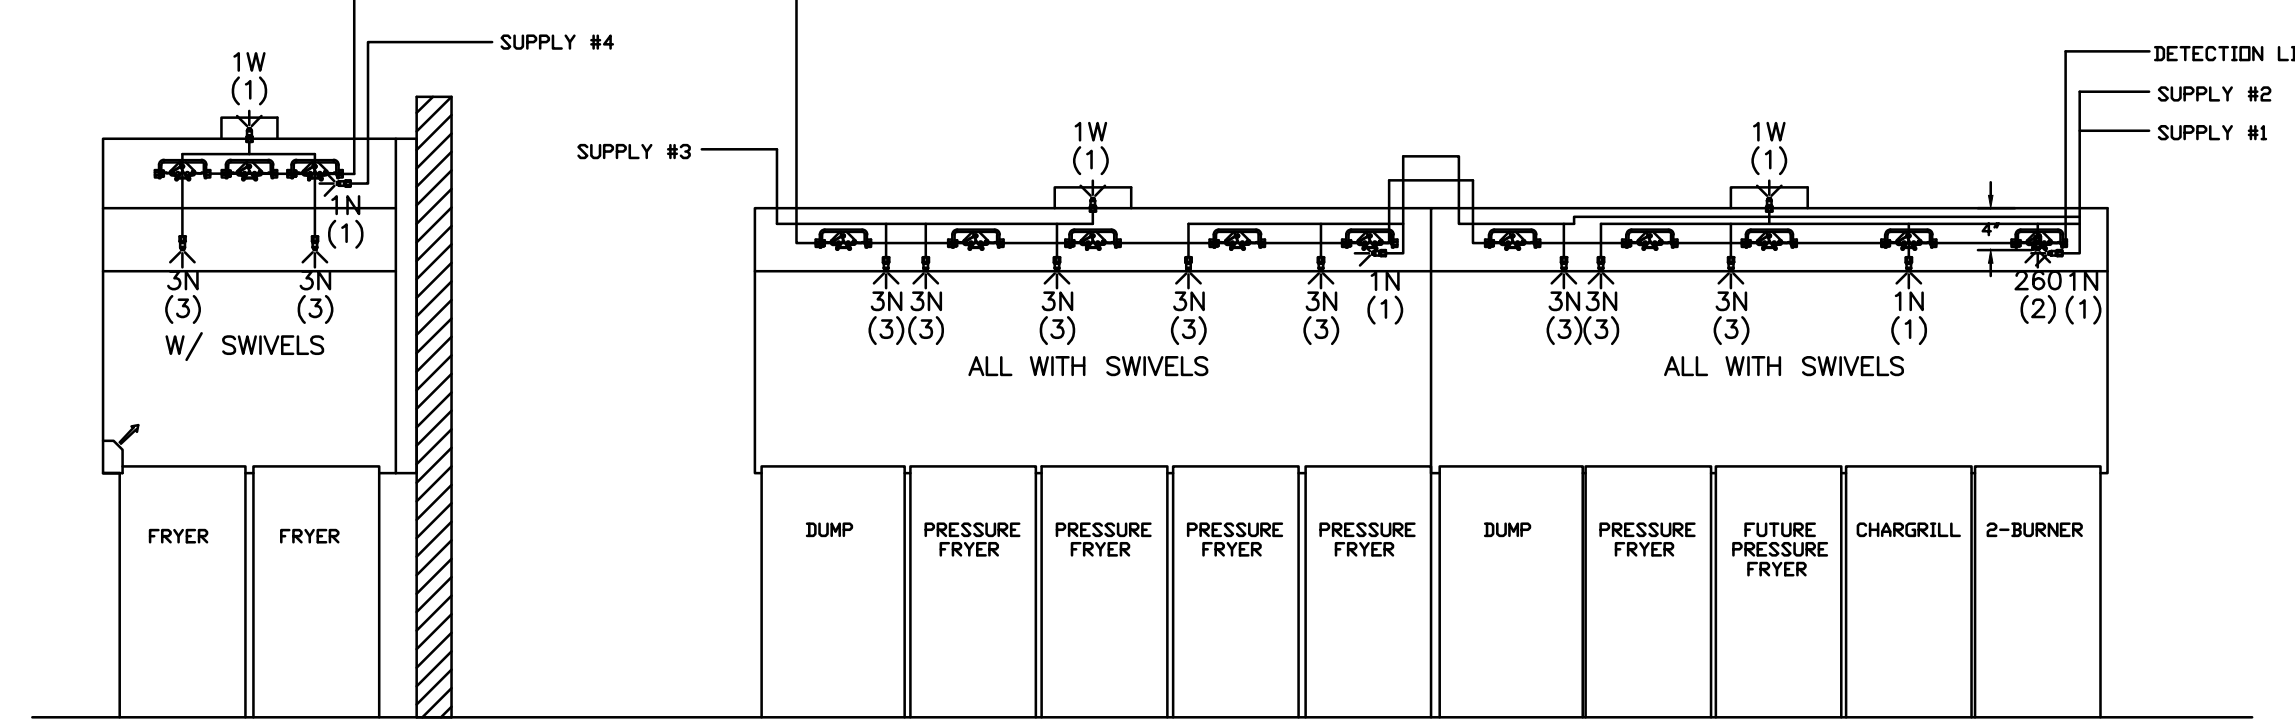 SUPPLY #4
1W
(1)
1N
(1)
3N
(3)
3N
(3)
W/ SWIVELS
FRYER
FRYER
SUPPLY #3
1W
(1)
3N
(3)
3N
(3)
3N
(3)
3N
(3)
3N
(3)
1N
(1)
ALL WITH SWIVELS
DUMP
PRESSURE
FRYER
PRESSURE
FRYER
PRESSURE
FRYER
PRESSURE
FRYER
DETECTION LI
SUPPLY #2
SUPPLY #1
1W
(1)
4"
3N
(3)
3N
(3)
3N
(3)
1N
(1)
260
(2)
1N
(1)
ALL WITH SWIVELS
DUMP
PRESSURE
FRYER
FUTURE
PRESSURE
FRYER
CHARGRILL
2-BURNER